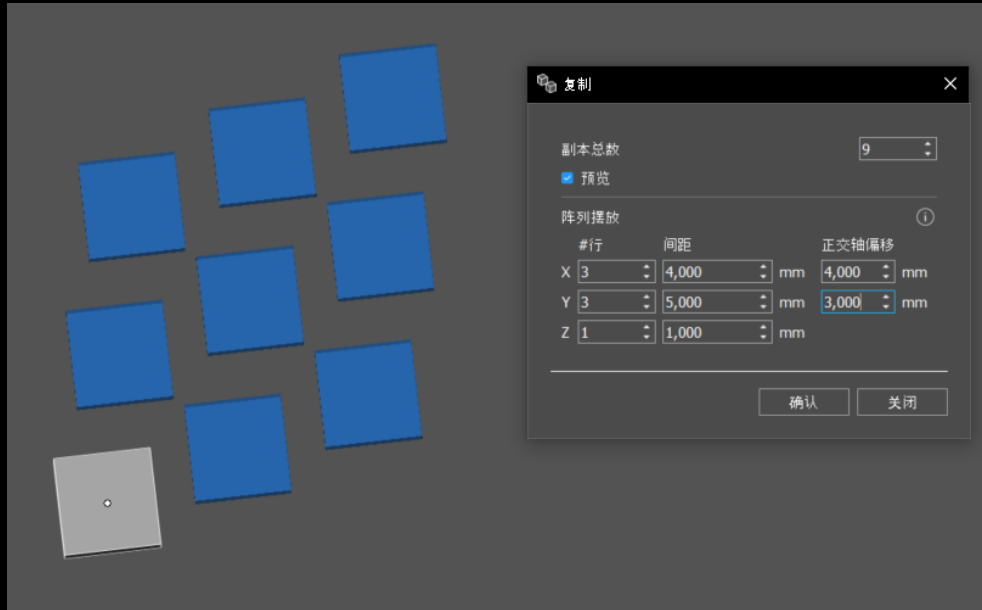 复制
副本总数 9
预览
阵列摆放
#行 间距 正交轴偏移
X 3 4,000 mm 4,000 mm
Y 3 5,000 mm 3,000 mm
Z 1 1,000 mm
确认 关闭